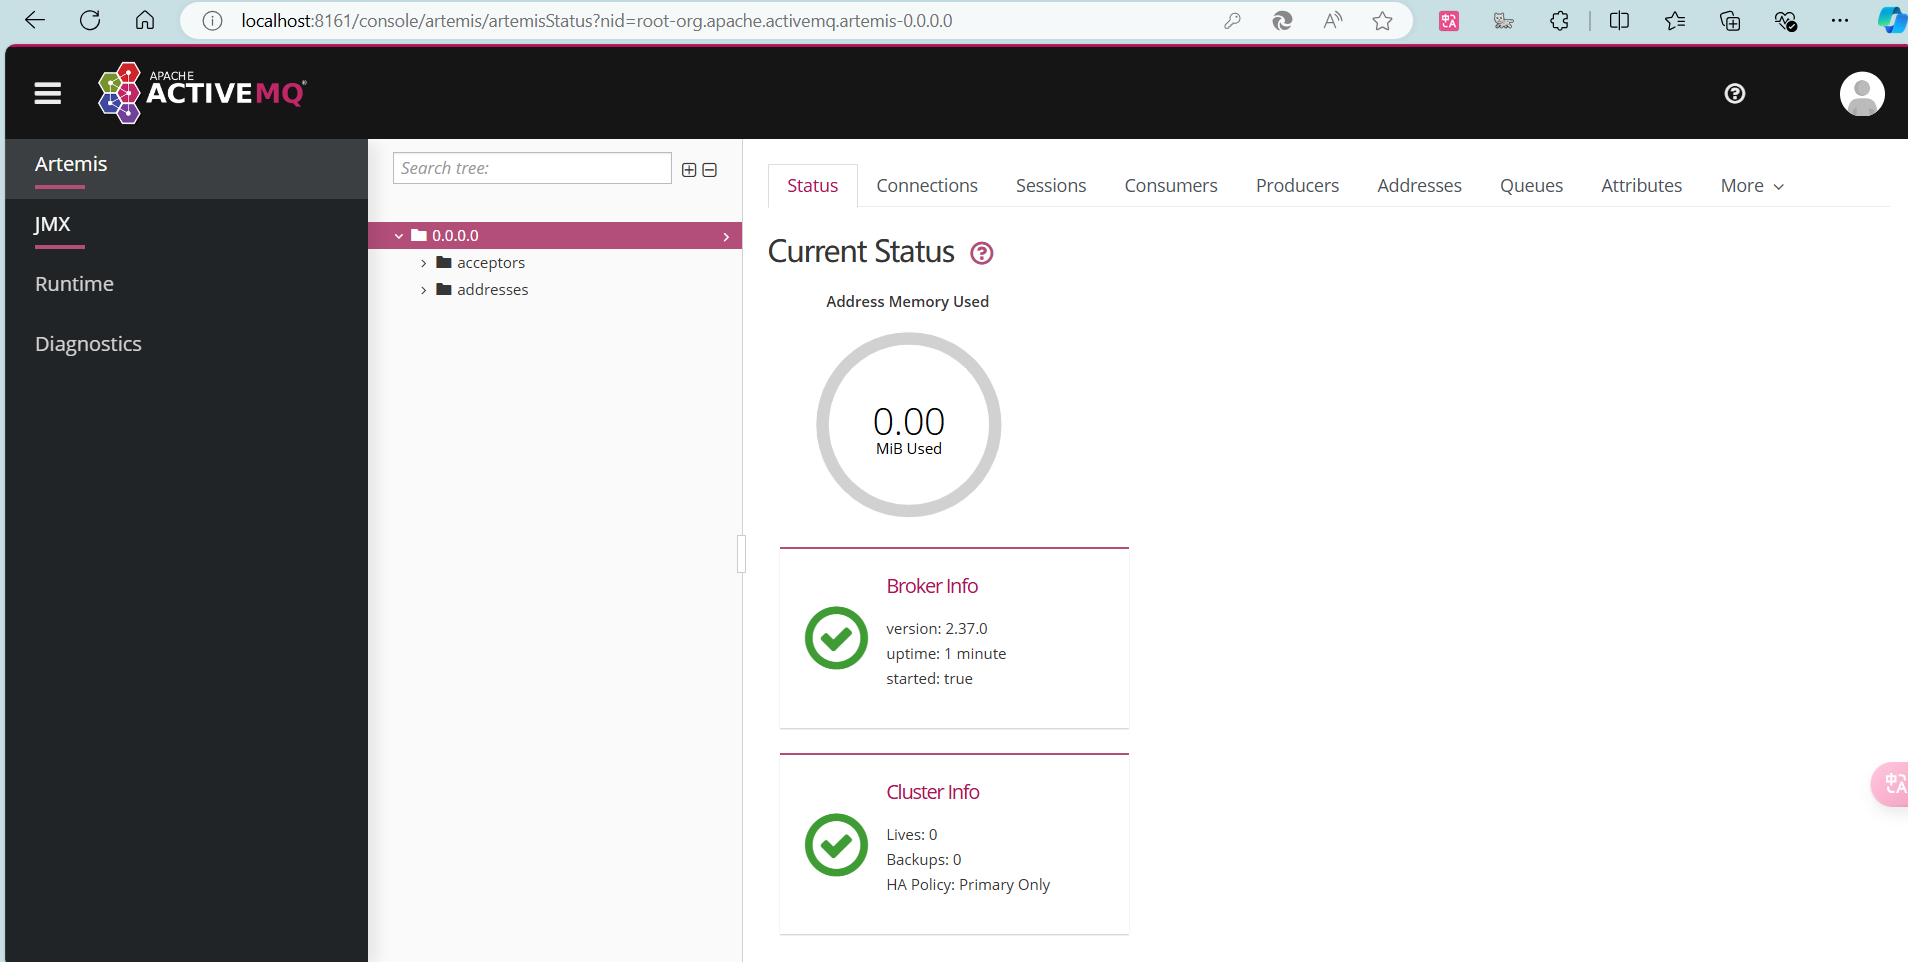 localhost:8161/console/artemis/artemisStatus?nid=root-org.apache.activemq.artemis-0.0.0.0
APACHE
ACTIVEMQ®
Artemis
JMX
Runtime
Diagnostics
Search tree:
0.0.0.0
acceptors
addresses
Status Connections Sessions Consumers Producers Addresses Queues Attributes More
Current Status
Address Memory Used
0.00
MiB Used
Broker Info
version: 2.37.0
uptime: 1 minute
started: true
Cluster Info
Lives: 0
Backups: 0
HA Policy: Primary Only